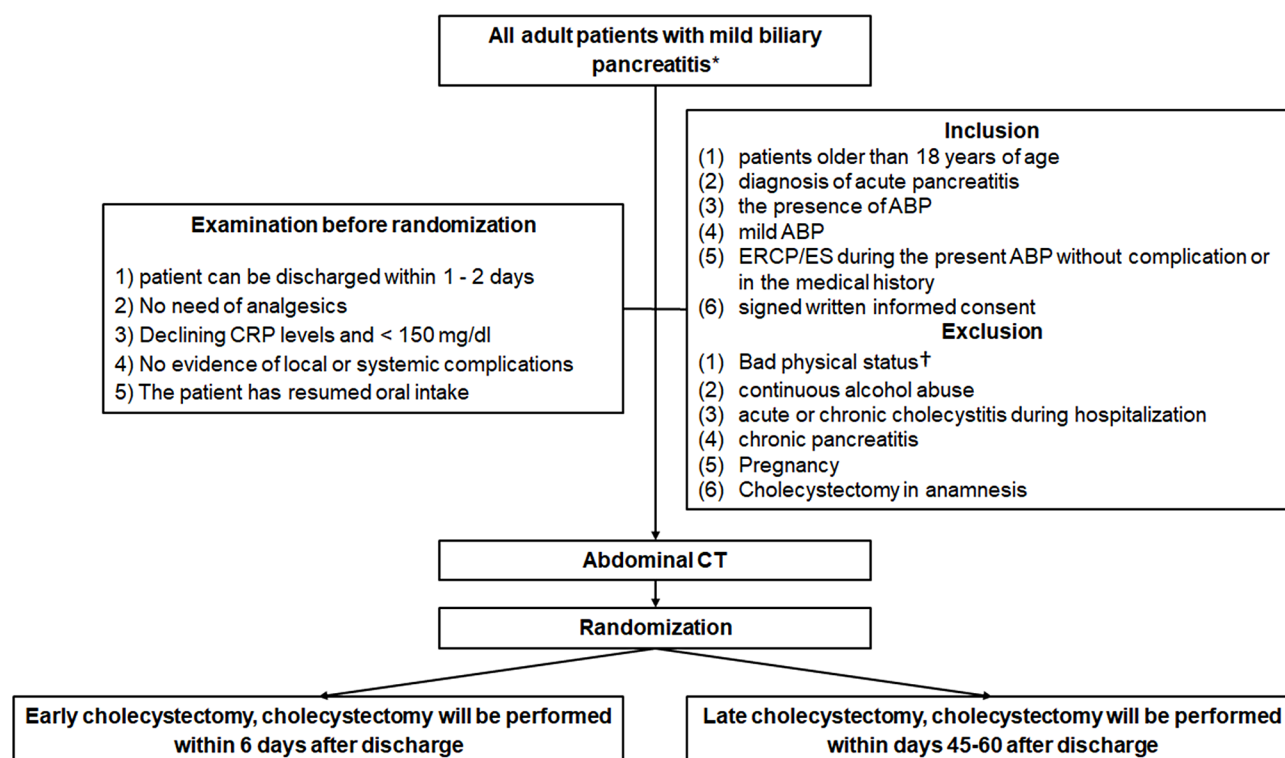 All adult patients with mild biliary
pancreatitis*
Inclusion
(1) patients older than 18 years of age
(2) diagnosis of acute pancreatitis
(3) the presence of ABP
(4) mild ABP
(5) ERCP/ES during the present ABP without complication or
in the medical history
(6) signed written informed consent
Exclusion
(1) Bad physical status†
(2) continuous alcohol abuse
(3) acute or chronic cholecystitis during hospitalization
(4) chronic pancreatitis
(5) Pregnancy
(6) Cholecystectomy in anamnesis
Examination before randomization
1) patient can be discharged within 1 - 2 days
2) No need of analgesics
3) Declining CRP levels and < 150 mg/dl
4) No evidence of local or systemic complications
5) The patient has resumed oral intake
Abdominal CT
Randomization
Early cholecystectomy, cholecystectomy will be performed
within 6 days after discharge
Late cholecystectomy, cholecystectomy will be performed
within days 45-60 after discharge